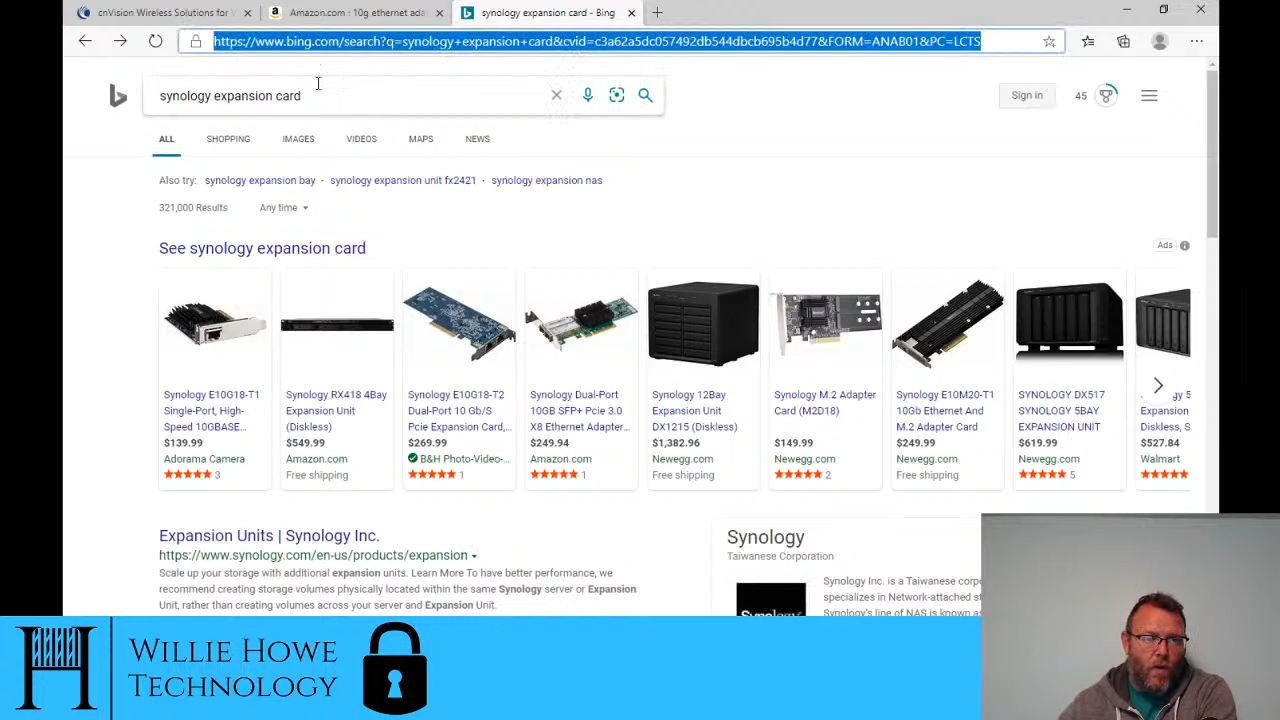 cnVision Wireless Solutions for W
Amazon.com : 10g ethernet ada
synology expansion card - Bing
https://www.bing.com/search?q=synology+expansion+card&cvid=c3a62a5dc057492db544dbcb695b4d77&FORM=ANAB01&PC=LCTS
synology expansion card
Sign in
45
ALL SHOPPING IMAGES VIDEOS MAPS NEWS
Also try: synology expansion bay · synology expansion unit fx2421 · synology expansion nas
321,000 Results Any time
See synology expansion card
Ads
Synology E10G18-T1
Single-Port, High-
Speed 10GBASE...
$139.99
Adorama Camera
3
Synology RX418 4Bay
Expansion Unit
(Diskless)
$549.99
Amazon.com
Free shipping
Synology E10G18-T2
Dual-Port 10 Gb/S
Pcie Expansion Card,...
$269.99
B&H Photo-Video-...
1
Synology Dual-Port
10GB SFP+ Pcie 3.0
X8 Ethernet Adapter...
$249.94
Amazon.com
1
Synology 12Bay
Expansion Unit
DX1215 (Diskless)
$1,382.96
Newegg.com
Free shipping
Synology M.2 Adapter
Card (M2D18)
$149.99
Newegg.com
2
Synology E10M20-T1
10Gb Ethernet And
M.2 Adapter Card
$249.99
Newegg.com
Free shipping
SYNOLOGY DX517
SYNOLOGY 5BAY
EXPANSION UNIT
$619.99
Newegg.com
5
Expansion
Diskless, S
$527.84
Walmart
Expansion Units | Synology Inc.
https://www.synology.com/en-us/products/expansion
Scale up your storage with additional expansion units. Learn More To have better performance, we
recommend creating storage volumes physically located within the same Synology server or Expansion
Unit, rather than creating volumes across your server and Expansion Unit.
Synology
Taiwanese Corporation
Synology Inc. is a Taiwanese corp
specializes in Network-attached st
Synology's line of NAS is known as
Synology
H
WILLIE HOWE
TECHNOLOGY